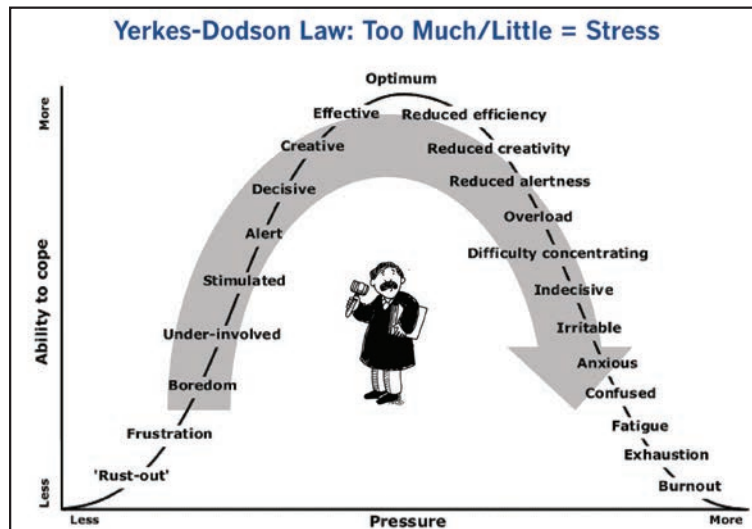 Yerkes-Dodson Law: Too Much/Little = Stress
Optimum
More
Effective
Reduced efficiency
Creative
Reduced creativity
Decisive
Reduced alertness
Overload
Alert
Difficulty concentrating
Stimulated
Indecisive
Ability to cope
Under-involved
Irritable
Boredom
Anxious
Confused
Frustration
Fatigue
'Rust-out'
Exhaustion
Burnout
Less
Less
Pressure
More